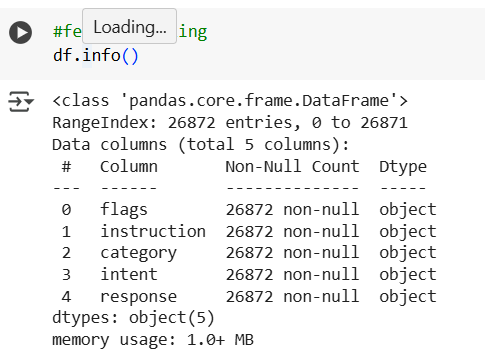 #fe
Loading...
ing
df.info()
<class 'pandas.core.frame.DataFrame'>
RangeIndex: 26872 entries, 0 to 26871
Data columns (total 5 columns):
 #   Column       Non-Null Count  Dtype
---  ------       --------------  -----
 0   flags        26872 non-null  object
 1   instruction  26872 non-null  object
 2   category     26872 non-null  object
 3   intent       26872 non-null  object
 4   response     26872 non-null  object
dtypes: object(5)
memory usage: 1.0+ MB